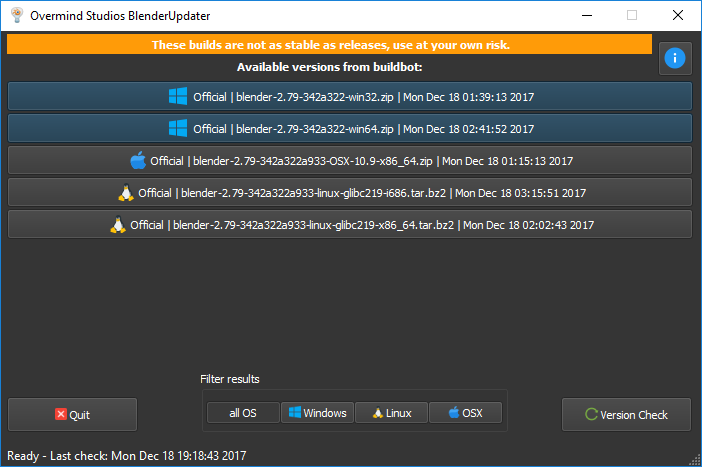 Overmind Studios BlenderUpdater
These builds are not as stable as releases, use at your own risk.
Available versions from buildbot:
Official | blender-2.79-342a322-win32.zip | Mon Dec 18 01:39:13 2017
Official | blender-2.79-342a322-win64.zip | Mon Dec 18 02:41:52 2017
Official | blender-2.79-342a322a933-OSX-10.9-x86_64.zip | Mon Dec 18 01:15:13 2017
Official | blender-2.79-342a322a933-linux-glibc219-i686.tar.bz2 | Mon Dec 18 03:15:51 2017
Official | blender-2.79-342a322a933-linux-glibc219-x86_64.tar.bz2 | Mon Dec 18 02:02:43 2017
Filter results
Quit
all OS
Windows
Linux
OSX
Version Check
Ready - Last check: Mon Dec 18 19:18:43 2017